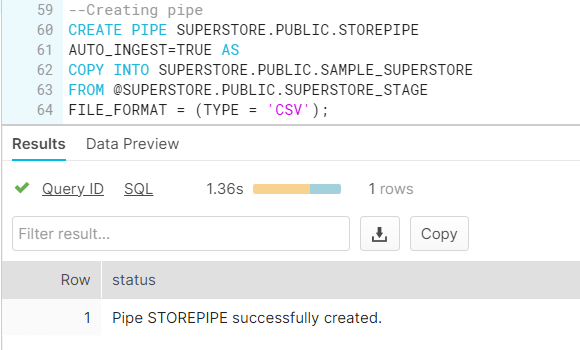 59 --Creating pipe
60 CREATE PIPE SUPERSTORE.PUBLIC.STOREPIPE
61 AUTO_INGEST=TRUE AS
62 COPY INTO SUPERSTORE.PUBLIC.SAMPLE_SUPERSTORE
63 FROM @SUPERSTORE.PUBLIC.SUPERSTORE_STAGE
64 FILE_FORMAT = (TYPE = 'CSV');
Results Data Preview
Query ID SQL 1.36s 1 rows
Filter result... Copy
Row status
1 Pipe STOREPIPE successfully created.